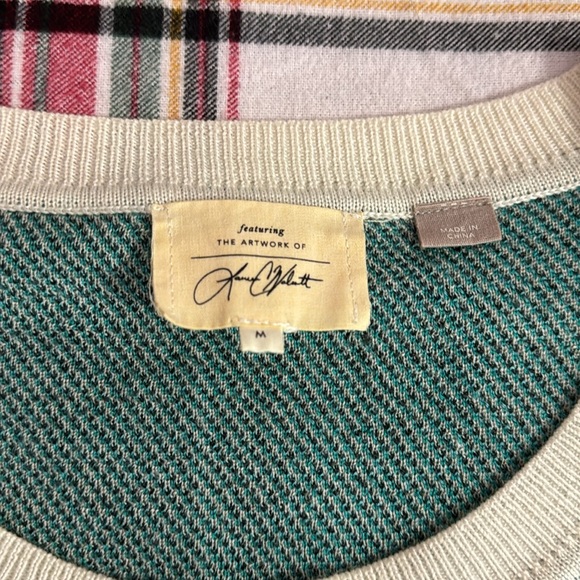 featuring
THE ARTWORK OF
M
MADE IN
CHINA